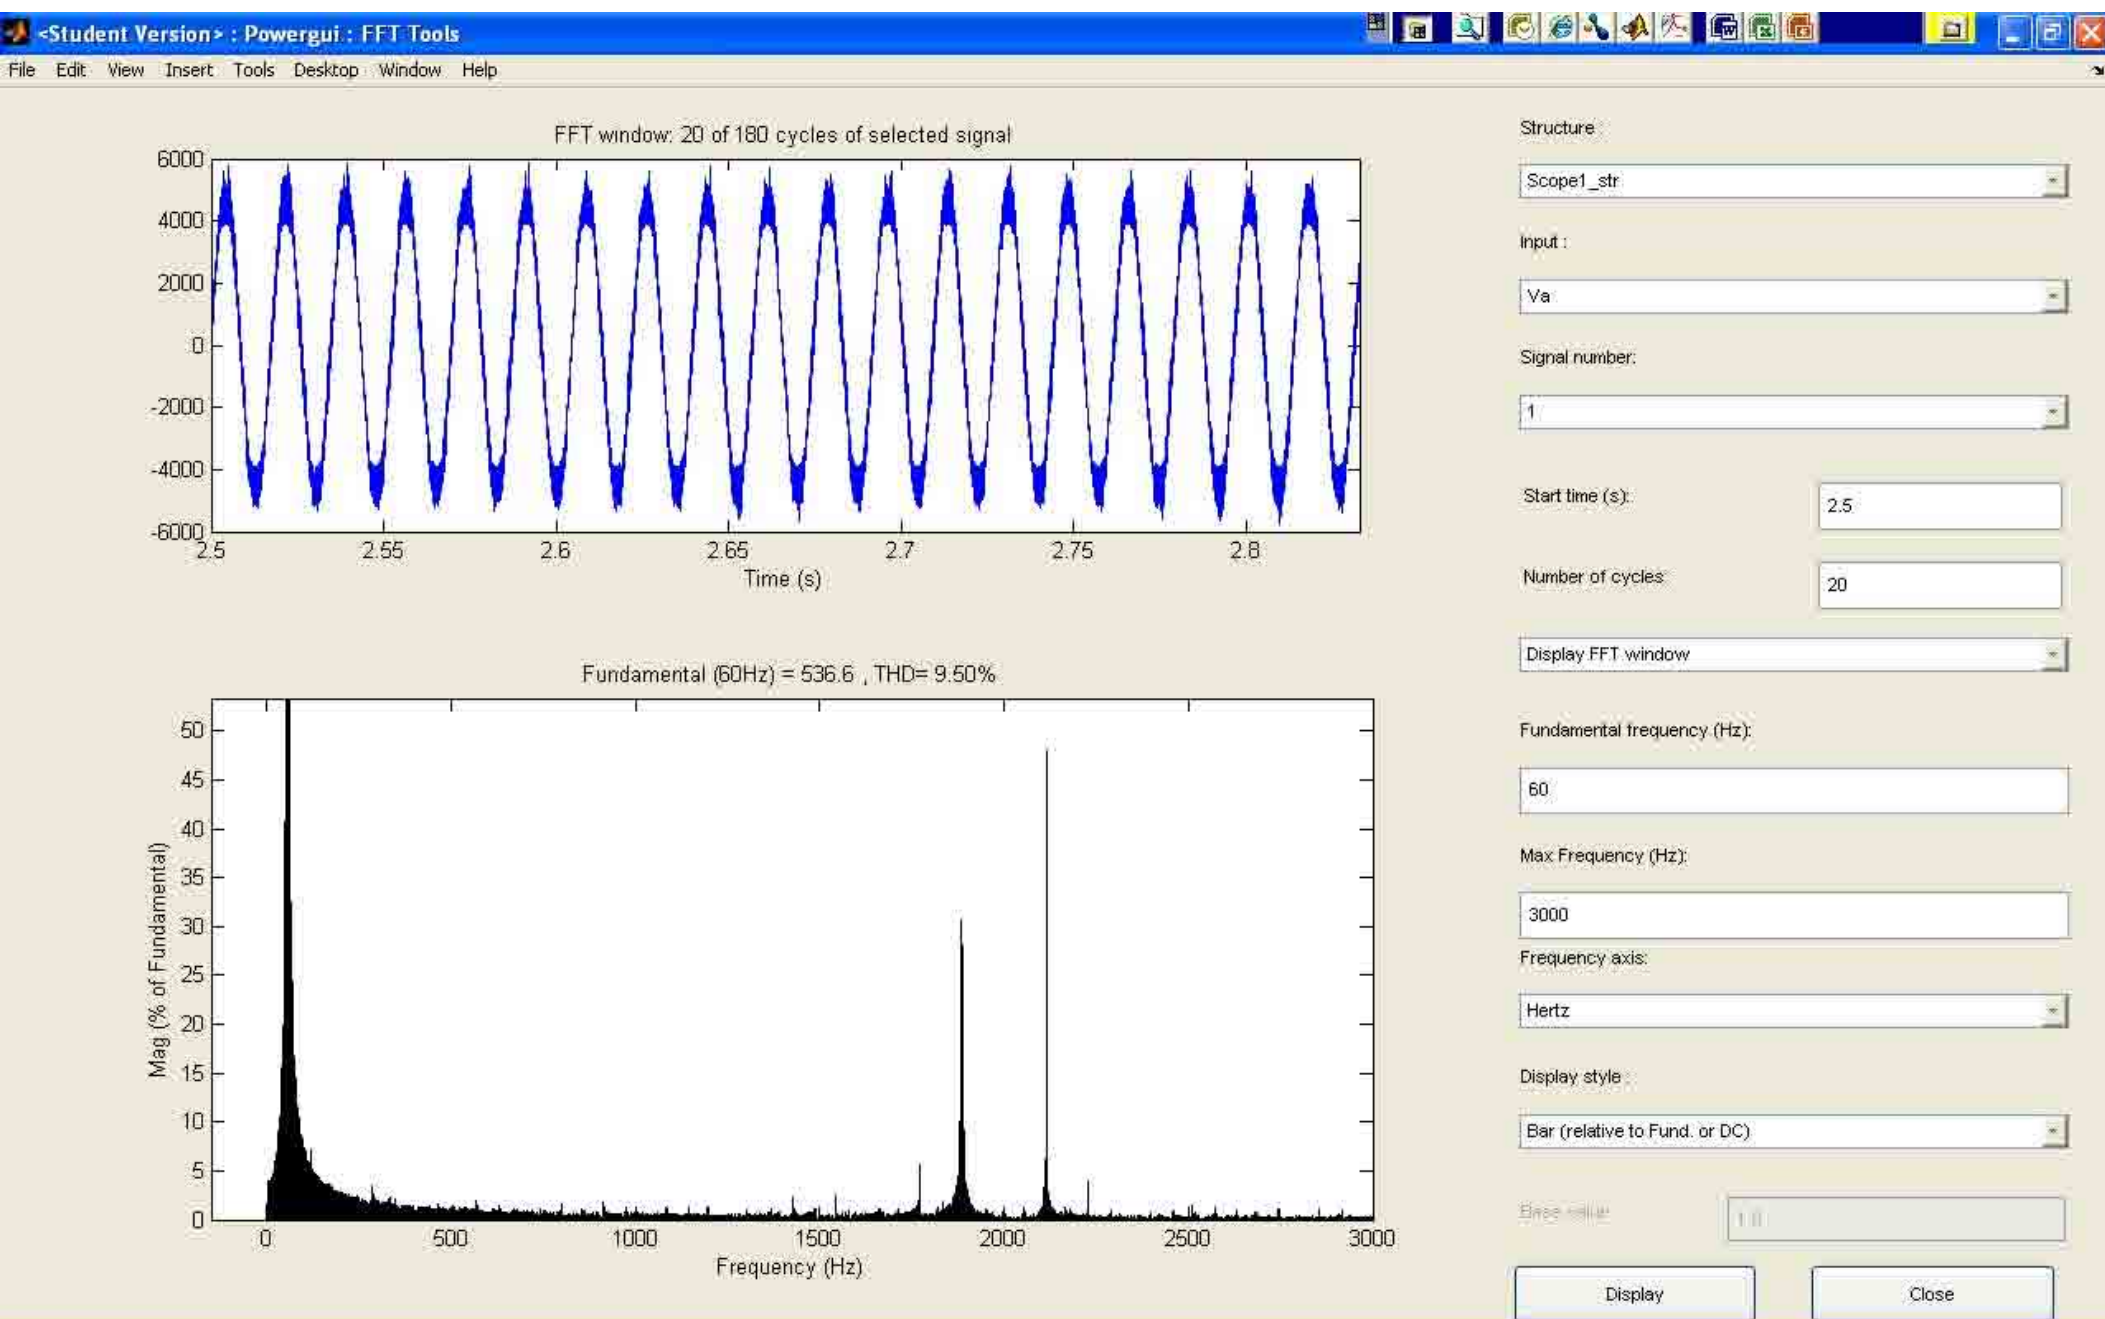 <Student Version> : Powergui : FFT Tools
File Edit View Insert Tools Desktop Window Help
FFT window: 20 of 180 cycles of selected signal
6000
4000
2000
0
-2000
-4000
-6000
2.5 2.55 2.6 2.65 2.7 2.75 2.8
Time (s)
Fundamental (60Hz) = 536.6 , THD= 9.50%
Mag (% of Fundamental)
50
45
40
35
30
25
20
15
10
5
0
0 500 1000 1500 2000 2500 3000
Frequency (Hz)
Structure :
Scope1_str
Input :
Va
Signal number:
1
Start time (s):
2.5
Number of cycles:
20
Display FFT window
Fundamental frequency (Hz):
60
Max Frequency (Hz):
3000
Frequency axis:
Hertz
Display style :
Bar (relative to Fund. or DC)
Base value:
1.0
Display
Close